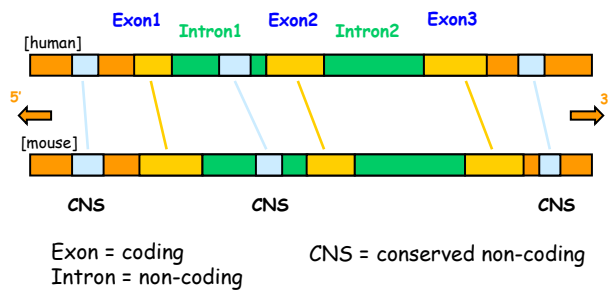 Exon1 Intron1 Exon2 Intron2 Exon3
[human]
5' 3
[mouse]
CNS CNS CNS
Exon = coding CNS = conserved non-coding
Intron = non-coding